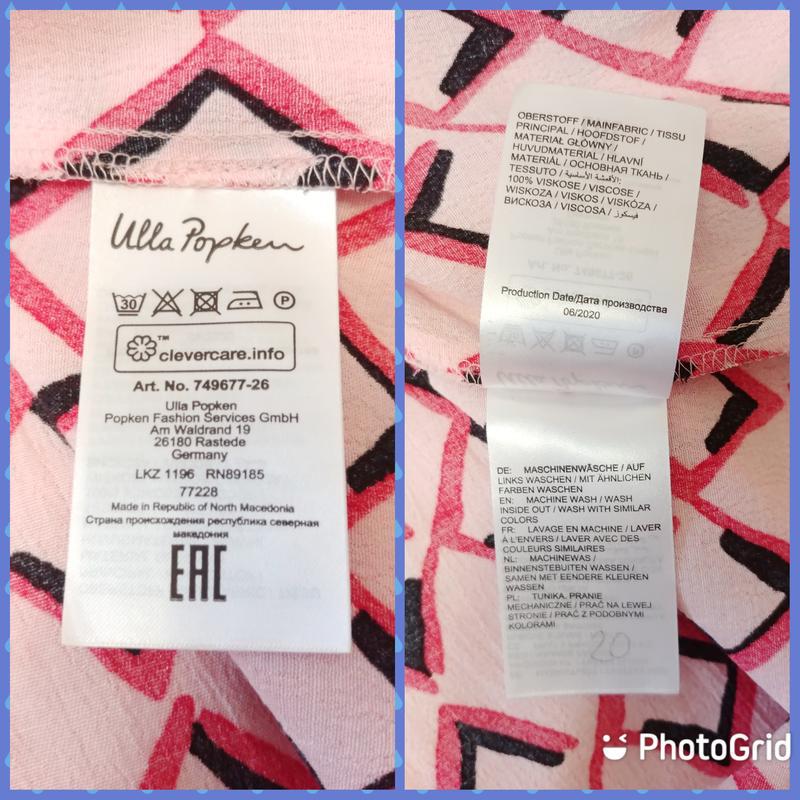 Ulla Popken
30
P
™
clevercare.info
Art. No. 749677-26
Ulla Popken
Popken Fashion Services GmbH
Am Waldrand 19
26180 Rastede
Germany
LKZ 1196 RN89185
77228
Made in Republic of North Macedonia
Страна происхождения республика северная
македония
EAC
OBERSTOFF / MAINFABRIC / TISSU
PRINCIPAL / HOOFDSTOF /
MATERIAŁ GŁÓWNY /
HUVUDMATERIAL / HLAVNÍ
MATERIÁL / ОСНОВНАЯ ТКАНЬ /
TESSUTO / الأقمشة الأساسية:
100% VISKOSE / VISCOSE /
WISKOZA / VISKOS / VISKÓZA /
ВИСКОЗА / VISCOSA / فيسكوز
Production Date/Дата производства
06/2020
DE: MASCHINENWÄSCHE / AUF
LINKS WASCHEN / MIT ÄHNLICHEN
FARBEN WASCHEN
EN: MACHINE WASH / WASH
INSIDE OUT / WASH WITH SIMILAR
COLORS
FR: LAVAGE EN MACHINE / LAVER
À L'ENVERS / LAVER AVEC DES
COULEURS SIMILAIRES
NL: MACHINEWAS /
BINNENSTEBUITEN WASSEN /
SAMEN MET EENDERE KLEUREN
WASSEN
PL: TUNIKA. PRANIE
MECHANICZNE / PRAĆ NA LEWEJ
STRONIE / PRAĆ Z PODOBNYMI
KOLORAMI
20
PhotoGrid